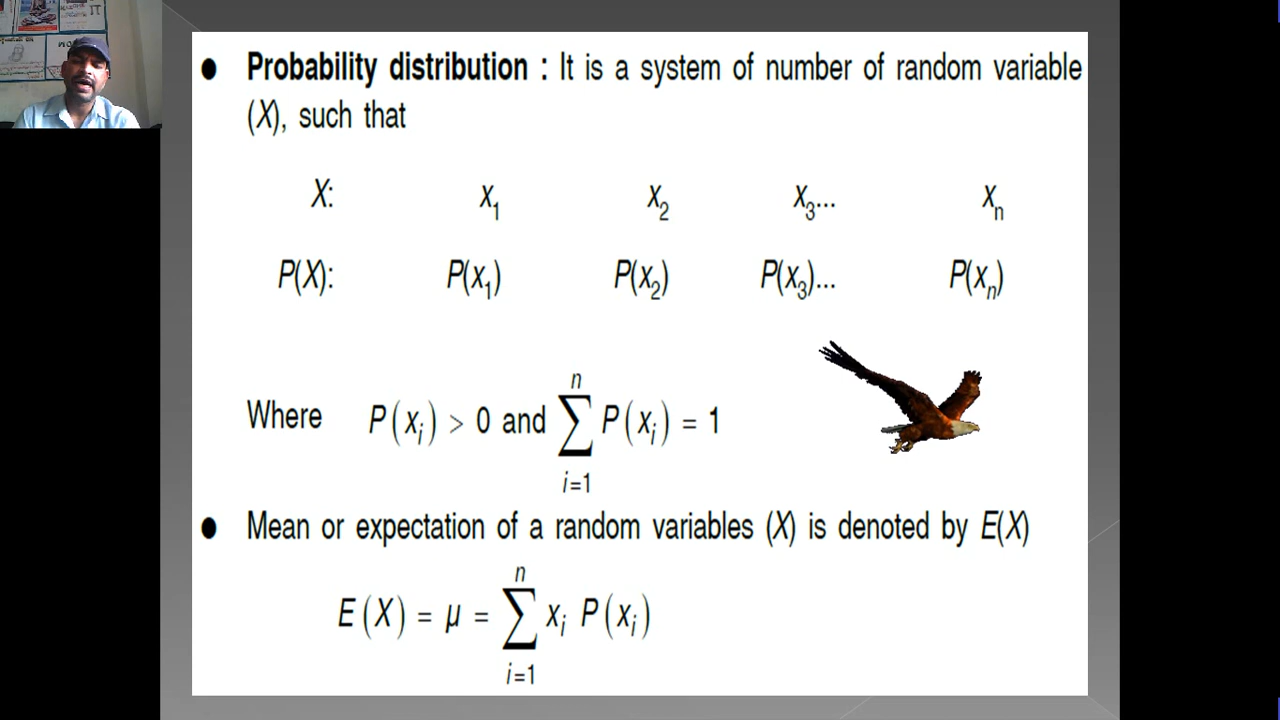 ● Probability distribution : It is a system of number of random variable
(X), such that
X: x₁ x₂ x₃... xₙ
P(X): P(x₁) P(x₂) P(x₃)... P(xₙ)
Where P(xᵢ) > 0 and ∑ⁿᵢ₌₁ P(xᵢ) = 1
● Mean or expectation of a random variables (X) is denoted by E(X)
E(X) = μ = ∑ⁿᵢ₌₁ xᵢ P(xᵢ)